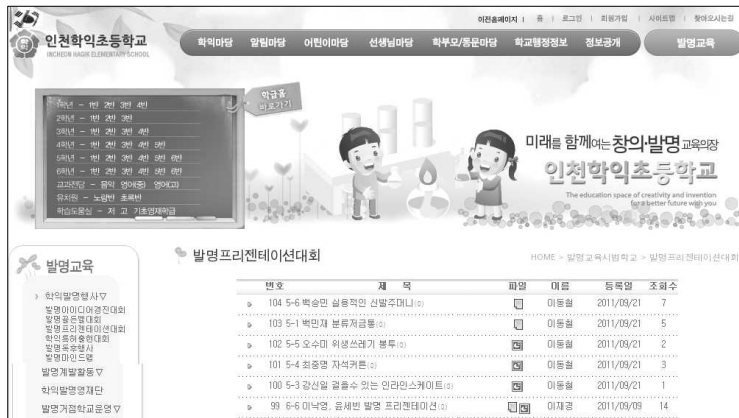 이전홈페이지 | 홈 | 로그인 | 회원가입 | 사이트맵 | 찾아오시는길
인천학익초등학교
INCHEON HAGIK ELEMENTARY SCHOOL
학익마당 알림마당 어린이마당 선생님마당 학부모/동문마당 학교행정정보 정보공개 발명교육
학급홈
바로가기
1학년 - 1반 2반 3반 4반
2학년 - 1반 2반 3반
3학년 - 1반 2반 3반 4반
4학년 - 1반 2반 3반 4반 5반
5학년 - 1반 2반 3반 4반 5반 6반
6학년 - 1반 2반 3반 4반 5반 6반
교과전담 - 음악 영어(중) 영어(고)
유치원 - 노랑반 초록반
학습도움실 - 저 고 기초영재학급
미래를 함께여는 창의·발명 교육의장
인천학익초등학교
The education space of creativity and invention
for a better future with you
발명교육
발명프리젠테이션대회
HOME > 발명교육시범학교 > 발명프리젠테이션대회
> 학익발명행사▽
발명아이디어경진대회
발명골든벨대회
발명프리젠테이션대회
학익특허출현대회
발명독후행사
발명마인드맵
발명계발활동▽
학익발명영재단
발명거점학교운영▽
번호 제 목 파일 이름 등록일 조회수
104 5-6 백승민 실용적인 신발주머니(0) 이동철 2011/09/21 7
103 5-1 백민재 분류저금통(0) 이동철 2011/09/21 5
102 5-5 오수미 위생쓰레기 봉투(0) 이동철 2011/09/21 2
101 5-4 최중명 자석커튼(0) 이동철 2011/09/21 3
100 5-3 강신일 걸을수 있는 인라인스케이트(0) 이동철 2011/09/21 1
99 6-6 이낙영, 윤세빈 발명 프리젠테이션(0) 이재경 2011/09/09 14